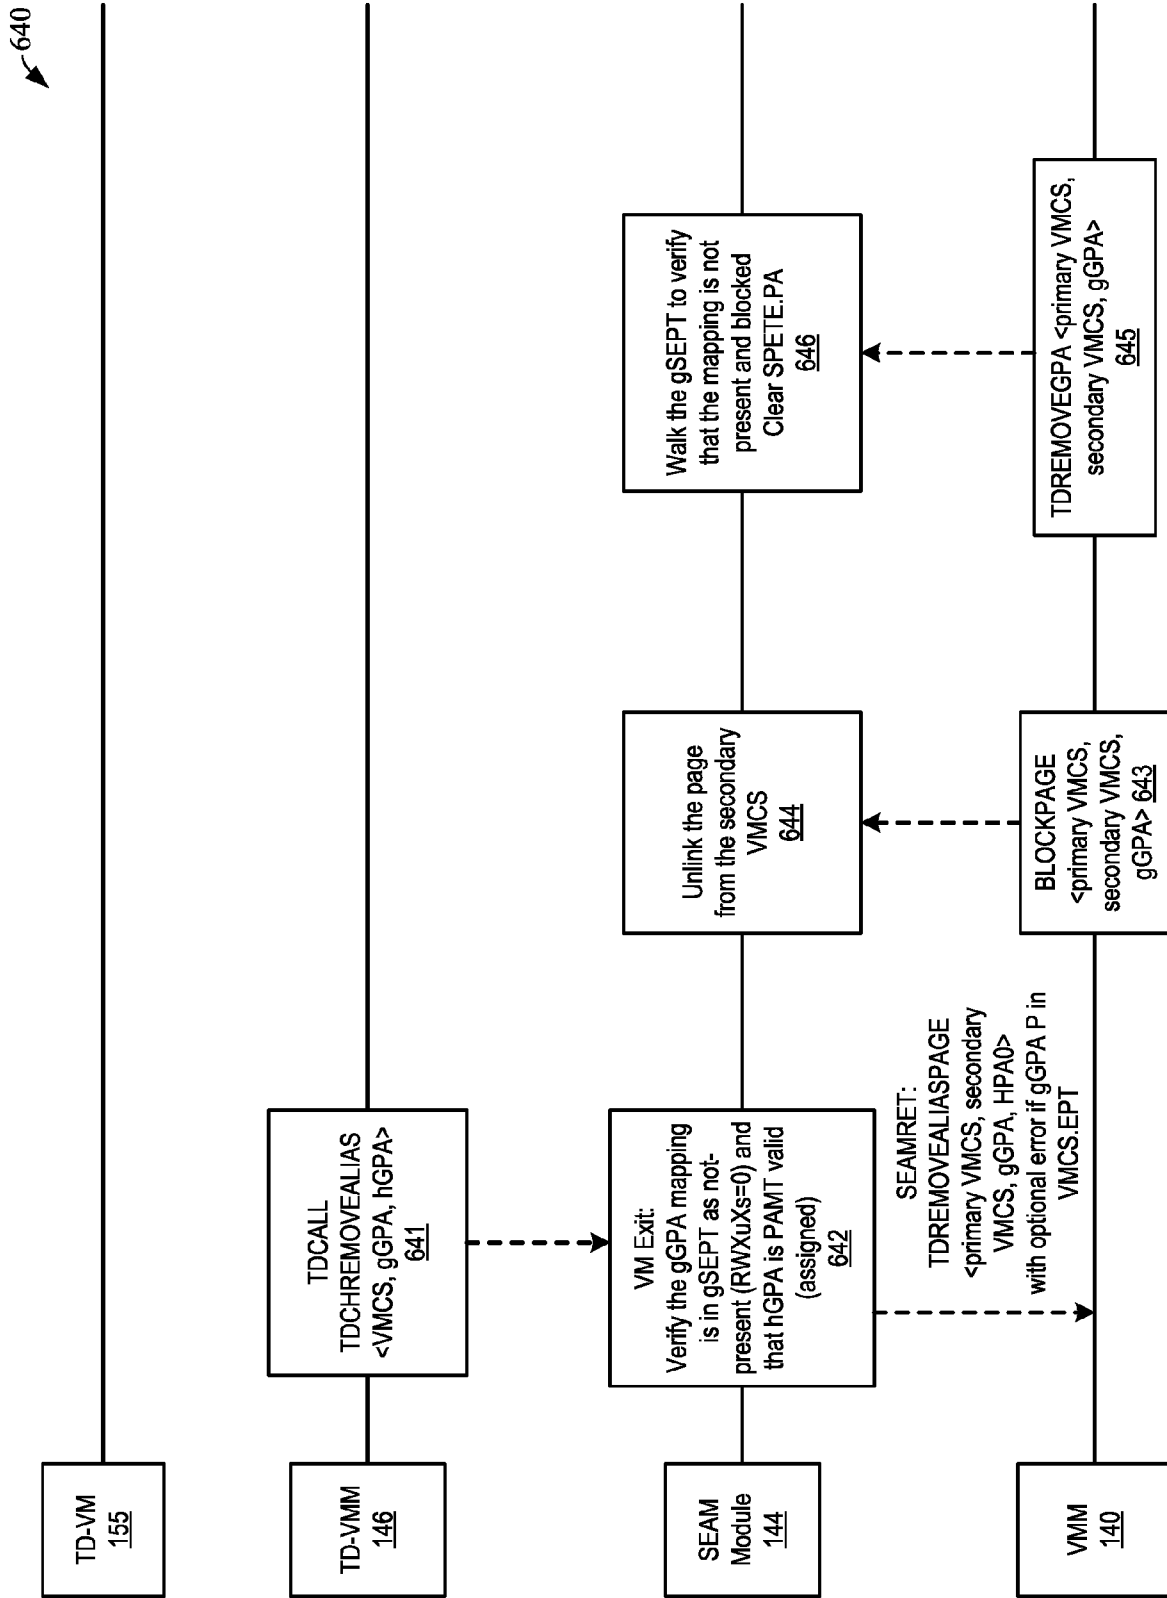 640
TD-VM
155
TD-VMM
146
TDCALL
TDCHREMOVEALIAS
<VMCS, gGPA, hGPA>
641
SEAM
Module
144
VM Exit:
Verify the gGPA mapping
is in gSEPT as not-
present (RWXuXs=0) and
that hGPA is PAMT valid
(assigned)
642
Unlink the page
from the secondary
VMCS
644
Walk the gSEPT to verify
that the mapping is not
present and blocked
Clear SPETE.PA
646
SEAMRET:
TDREMOVEALIASPAGE
<primary VMCS, secondary
VMCS, gGPA, HPA0>
with optional error if gGPA P in
VMCS.EPT
VMM
140
BLOCKPAGE
<primary VMCS,
secondary VMCS,
gGPA> 643
TDREMOVEGPA <primary VMCS,
secondary VMCS, gGPA>
645